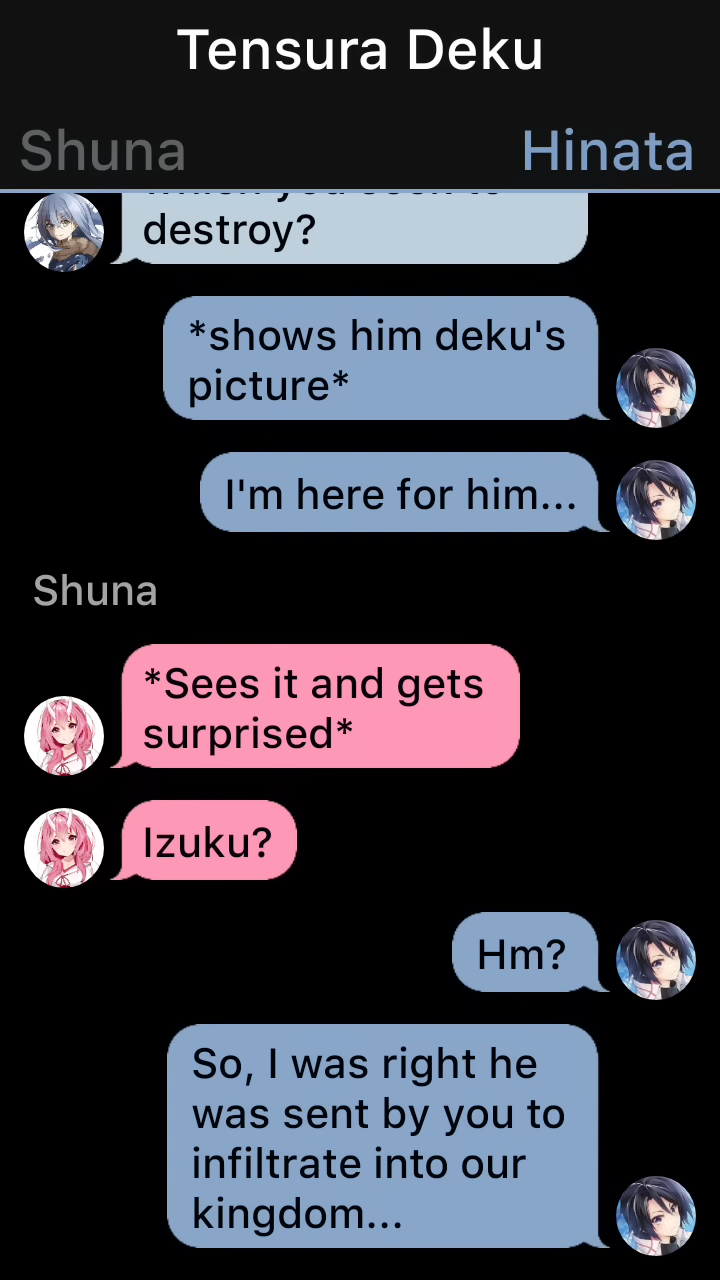 Tensura Deku
Shuna
Hinata
destroy?
*shows him deku's
picture*
I'm here for him...
Shuna
*Sees it and gets
surprised*
Izuku?
Hm?
So, I was right he
was sent by you to
infiltrate into our
kingdom...